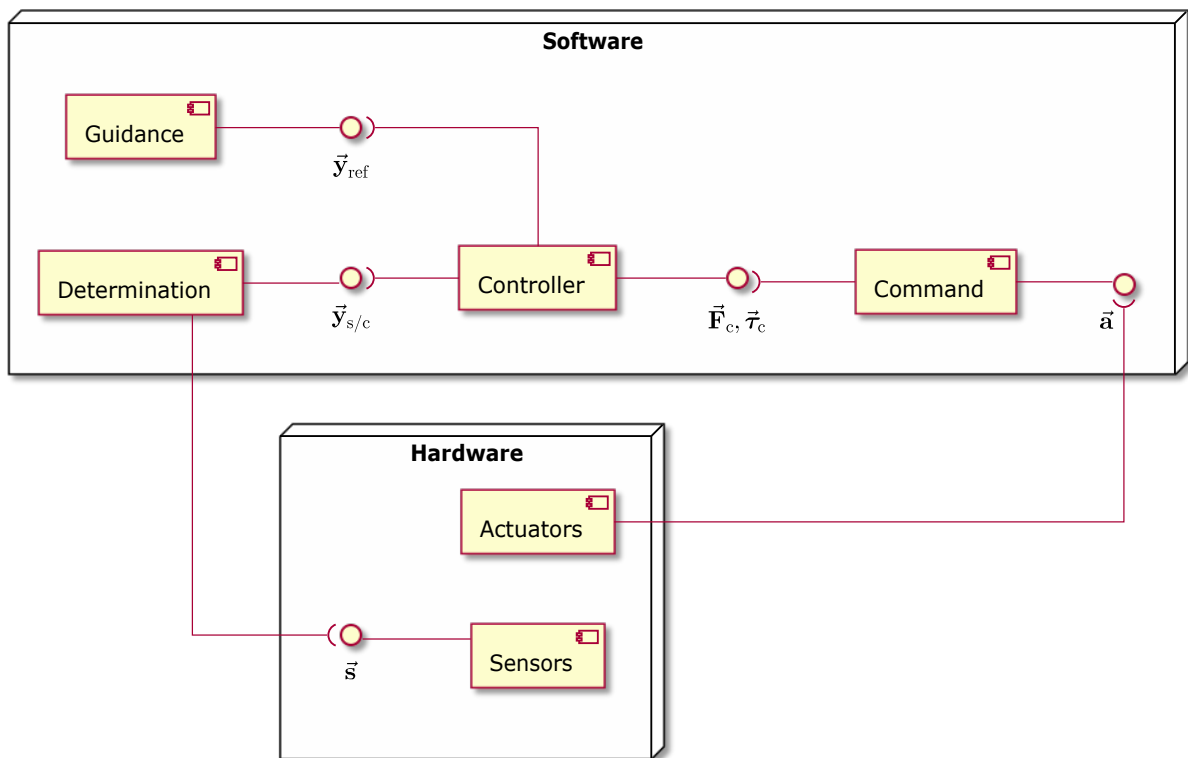 Software
Guidance
y⃗ref
Determination
y⃗s/c
Controller
F⃗c, τ⃗c
Command
a⃗
Hardware
Actuators
s⃗
Sensors